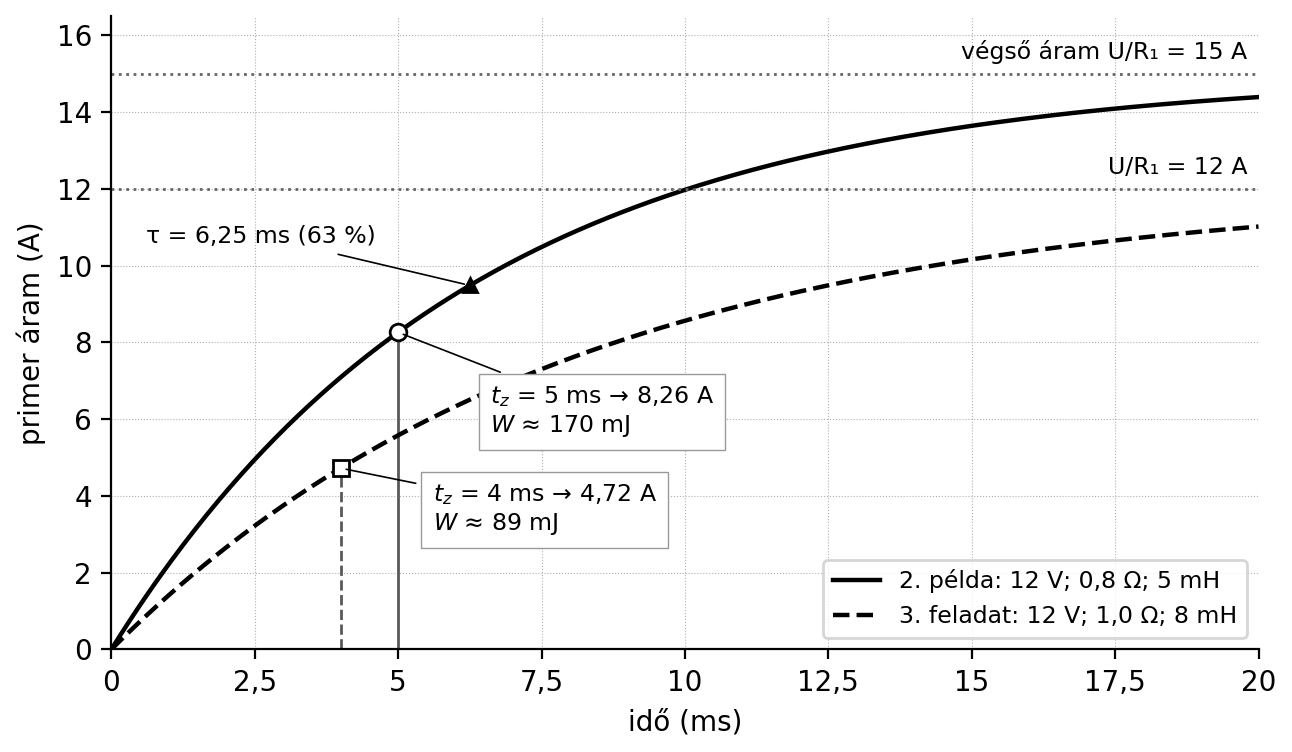 16
végső áram U/R₁ = 15 A
14
U/R₁ = 12 A
12
τ = 6,25 ms (63 %)
10
primer áram (A)
8
t_z = 5 ms → 8,26 A
W ≈ 170 mJ
6
t_z = 4 ms → 4,72 A
W ≈ 89 mJ
4
2. példa: 12 V; 0,8 Ω; 5 mH
3. feladat: 12 V; 1,0 Ω; 8 mH
2
0
0 2,5 5 7,5 10 12,5 15 17,5 20
idő (ms)